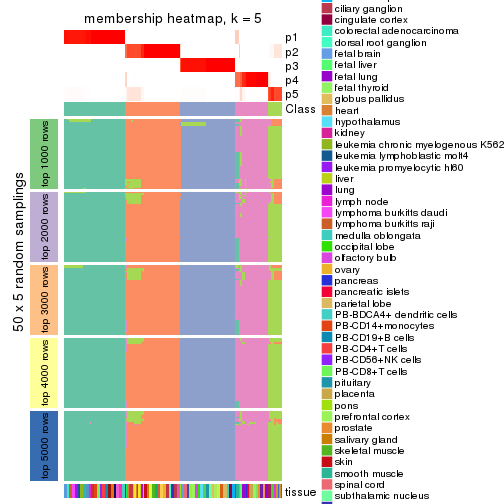 membership heatmap, k = 5
p1
p2
p3
p4
p5
Class
50 x 5 random samplings
top 1000 rows
top 2000 rows
top 3000 rows
top 4000 rows
top 5000 rows
tissue
ciliary ganglion
cingulate cortex
colorectal adenocarcinoma
dorsal root ganglion
fetal brain
fetal liver
fetal lung
fetal thyroid
globus pallidus
heart
hypothalamus
kidney
leukemia chronic myelogenous K562
leukemia lymphoblastic molt4
leukemia promyelocytic hl60
liver
lung
lymph node
lymphoma burkitts daudi
lymphoma burkitts raji
medulla oblongata
occipital lobe
olfactory bulb
ovary
pancreas
pancreatic islets
parietal lobe
PB-BDCA4+ dendritic cells
PB-CD14+monocytes
PB-CD19+B cells
PB-CD4+T cells
PB-CD56+NK cells
PB-CD8+T cells
pituitary
placenta
pons
prefrontal cortex
prostate
salivary gland
skeletal muscle
skin
smooth muscle
spinal cord
subthalamic nucleus